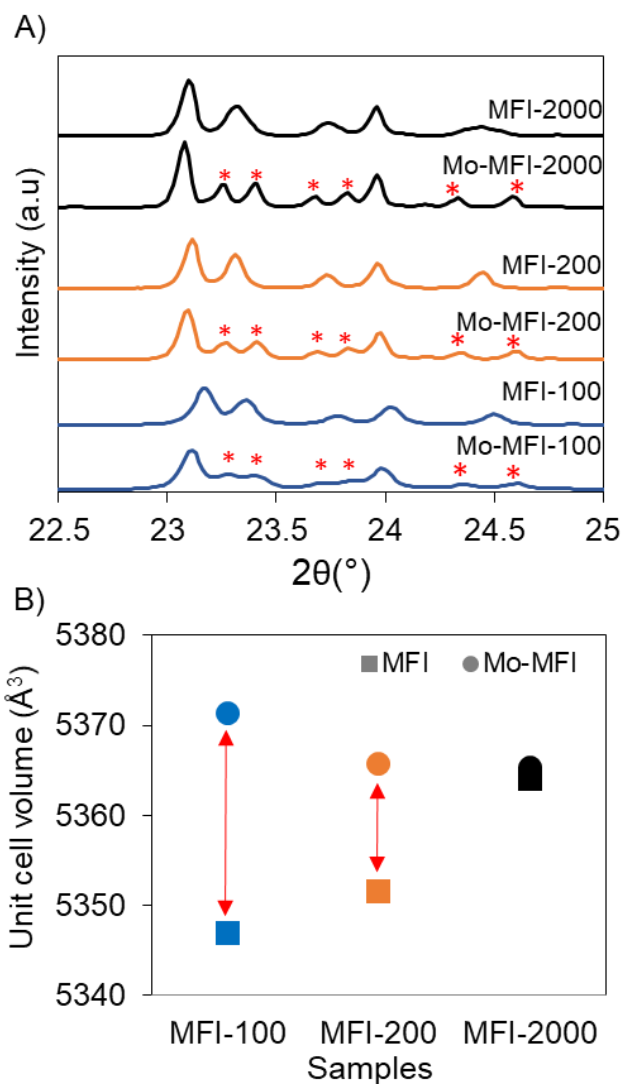 A)
MFI-2000
Mo-MFI-2000
* * * * * *
MFI-200
Mo-MFI-200
* * * * * *
MFI-100
Mo-MFI-100
* * * * * *
Intensity (a.u)
22.5 23 23.5 24 24.5 25
2θ(°)
B)
5380
5370
5360
5350
5340
Unit cell volume (Å³)
MFI Mo-MFI
MFI-100 MFI-200 MFI-2000
Samples